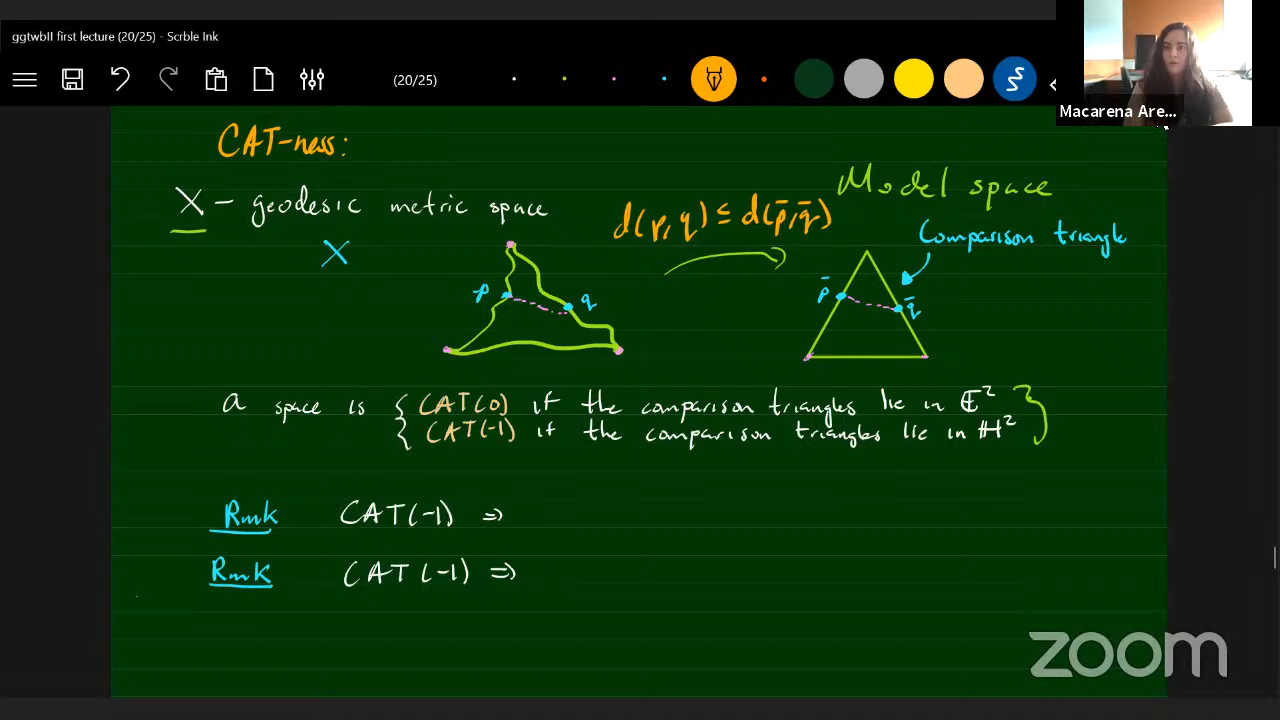 ggtwbII first lecture (20/25) - Scrble Ink
(20/25)
Macarena Are...
CAT-ness:
X - geodesic metric space
Model space
d(p,q) ≤ d(p̄,q̄)
Comparison triangle
X
p
q
p̄
q̄
a space is { CAT(0) if the comparison triangles lie in 𝔼²
{ CAT(-1) if the comparison triangles lie in ℍ² }
Rmk CAT(-1) ⇒
Rmk CAT(-1) ⇒
zoom